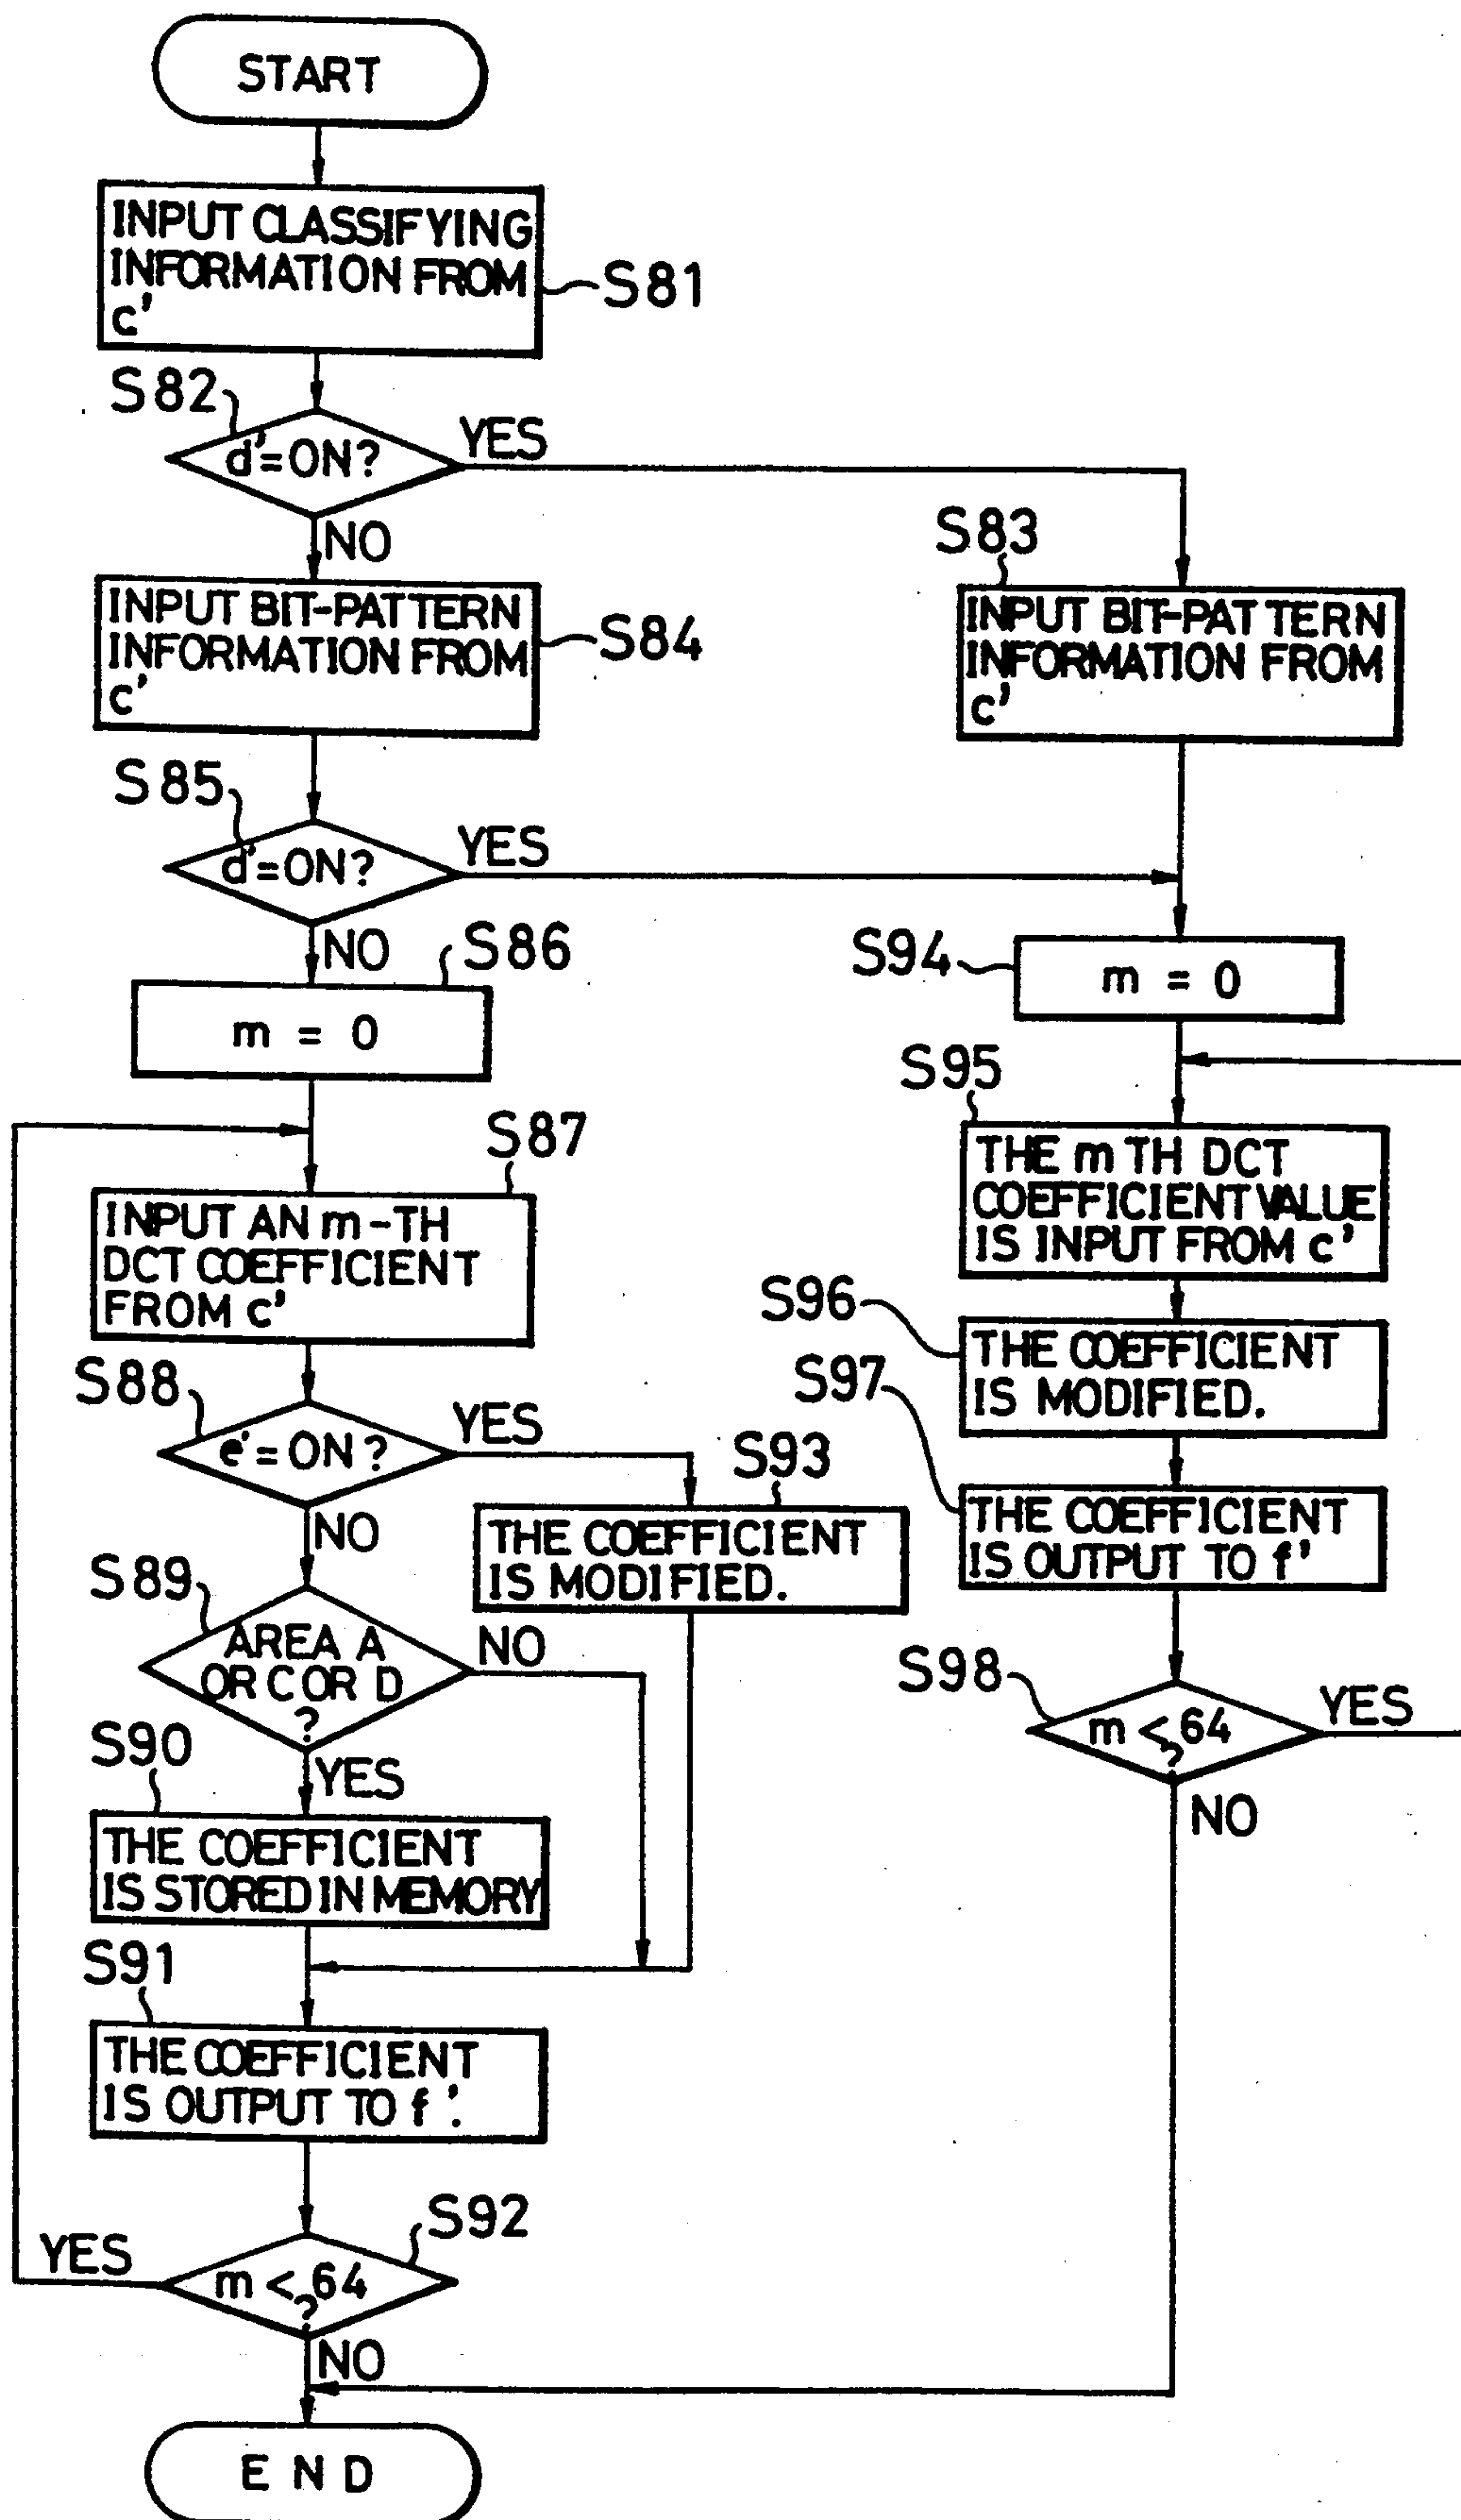 START
INPUT CLASSIFYING
INFORMATION FROM
c'
S81
S82
d'=ON?
YES
NO
S83
INPUT BIT-PATTERN
INFORMATION FROM
c'
S84
INPUT BIT-PATTERN
INFORMATION FROM
c'
S85
d'=ON?
YES
NO
S86
m = 0
S94
m = 0
S95
THE m TH DCT
COEFFICIENT VALUE
IS INPUT FROM c'
S87
INPUT AN m-TH
DCT COEFFICIENT
FROM c'
S96
THE COEFFICIENT
IS MODIFIED.
S88
e'=ON?
YES
NO
S93
THE COEFFICIENT
IS MODIFIED.
S97
THE COEFFICIENT
IS OUTPUT TO f'
S89
AREA A
OR C OR D
?
NO
YES
S98
m < 64
?
YES
NO
S90
THE COEFFICIENT
IS STORED IN MEMORY
S91
THE COEFFICIENT
IS OUTPUT TO f'.
S92
m < 64
?
YES
NO
END